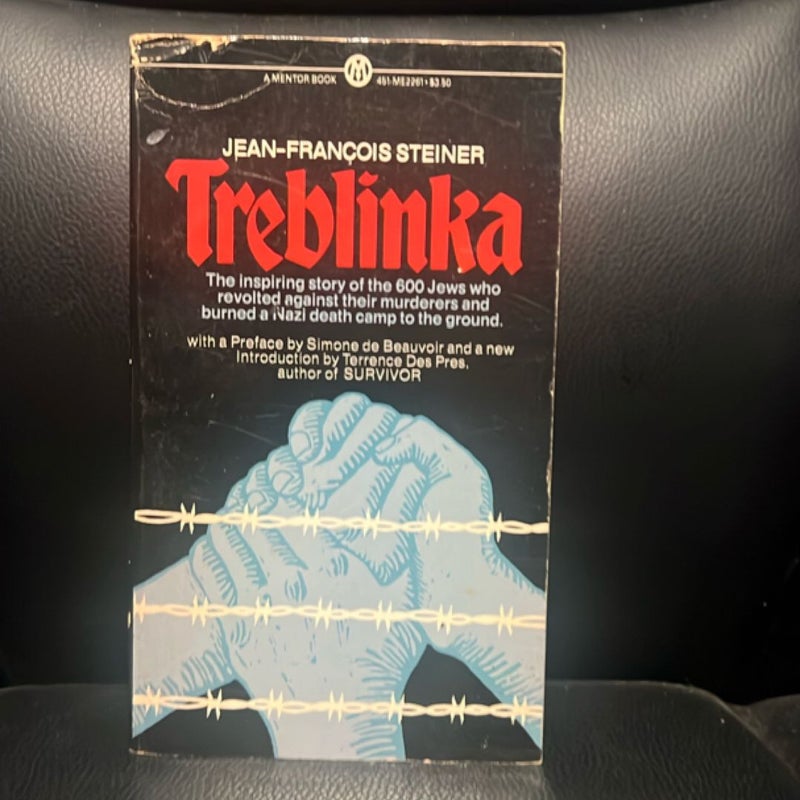 A MENTOR BOOK M 451-ME2261 • $3.50
JEAN-FRANÇOIS STEINER
Treblinka
The inspiring story of the 600 Jews who
revolted against their murderers and
burned a Nazi death camp to the ground.
with a Preface by Simone de Beauvoir and a new
Introduction by Terrence Des Pres,
author of SURVIVOR